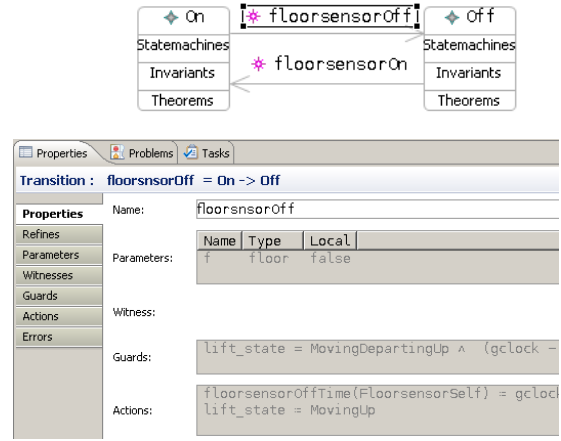 On
floorsensorOff
Off
Statemachines
Statemachines
Invariants
floorsensorOn
Invariants
Theorems
Theorems
Properties Problems Tasks
Transition : floorsnsorOff = On -> Off
Properties
Name: floorsnsorOff
Refines
Name Type Local
Parameters
Parameters: f floor false
Witnesses
Guards
Actions
Witness:
Errors
Guards: lift_state = MovingDepartingUp ∧ (gclock -
Actions: floorsensorOffTime(FloorsensorSelf) = gclock
lift_state = MovingUp